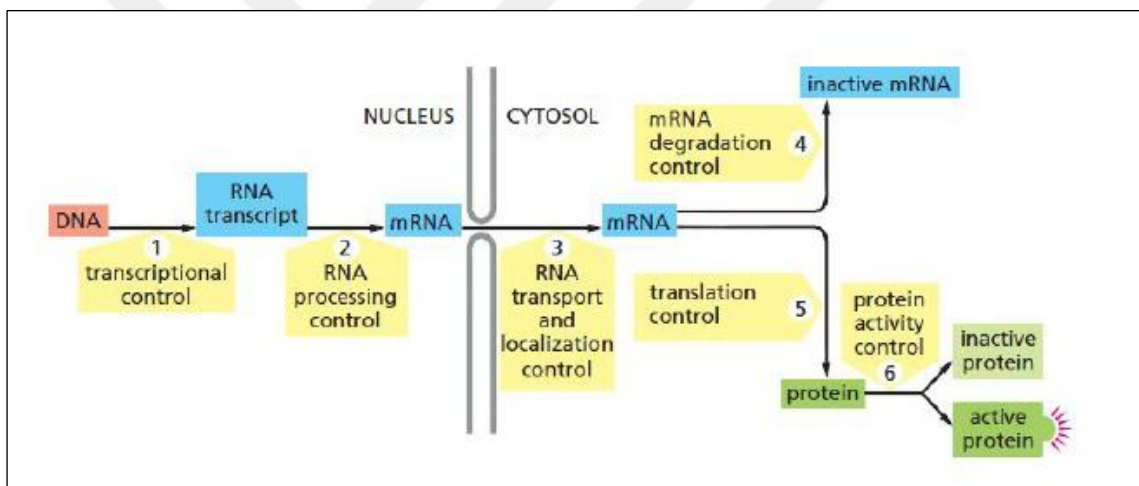 NUCLEUS
CYTOSOL
DNA
1
transcriptional
control
RNA
transcript
2
RNA
processing
control
mRNA
3
RNA
transport
and
localization
control
mRNA
mRNA
degradation
control
4
inactive mRNA
translation
control
5
protein
protein
activity
control
6
inactive
protein
active
protein